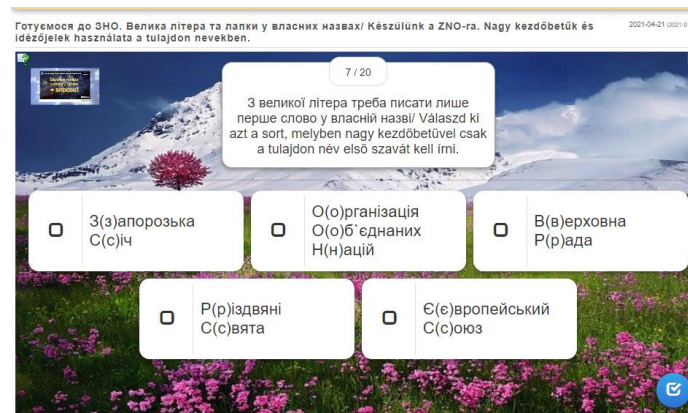 Готуємося до ЗНО. Велика літера та лапки у власних назвах/ Készülünk a ZNO-ra. Nagy kezdőbetűk és
idézőjelek használata a tulajdon nevekben.
2021-04-21
7 / 20
З великої літера треба писати лише
перше слово у власній назві/ Válaszd ki
azt a sort, melyben nagy kezdőbetűvel csak
a tulajdon név első szavát kell írni.
З(з)апорозька
С(с)іч
О(о)рганізація
О(о)б`єднаних
Н(н)ацій
В(в)ерховна
Р(р)ада
Р(р)іздвяні
С(с)вята
Є(є)вропейський
С(с)оюз